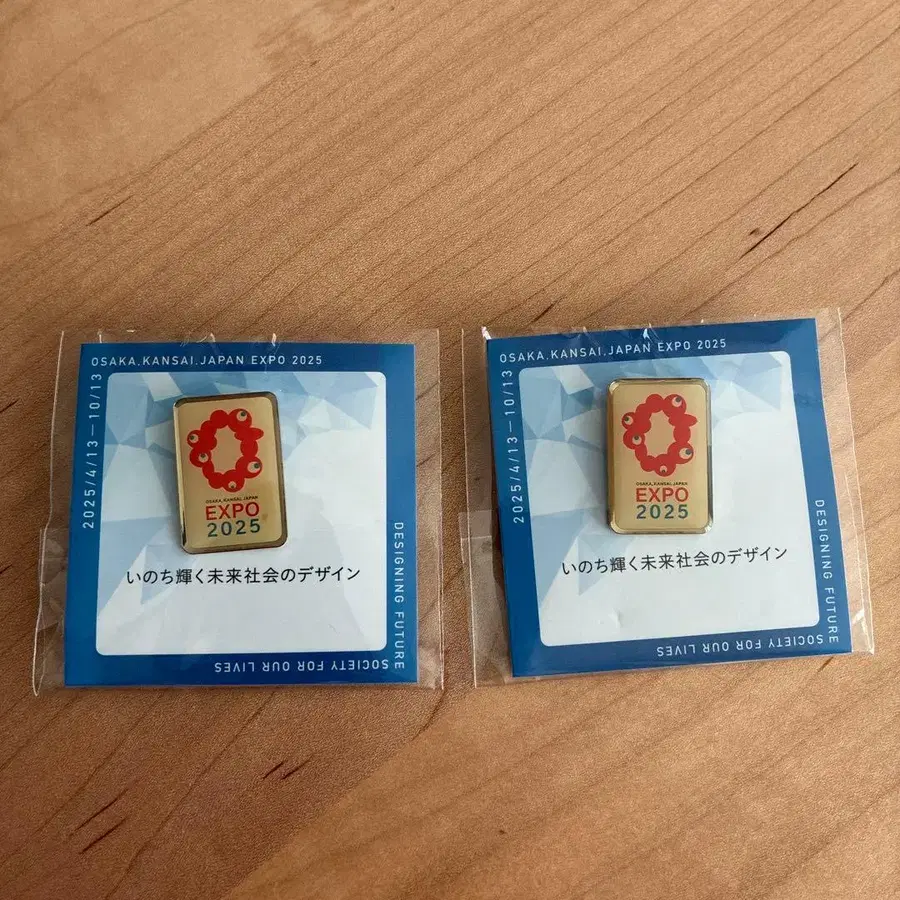 OSAKA,KANSAI,JAPAN EXPO 2025
2025/4/13—10/13
OSAKA,KANSAI,JAPAN
EXPO
2025
いのち輝く未来社会のデザイン
DESIGNING FUTURE
SOCIETY FOR OUR LIVES
OSAKA,KANSAI,JAPAN EXPO 2025
2025/4/13—10/13
OSAKA,KANSAI,JAPAN
EXPO
2025
いのち輝く未来社会のデザイン
DESIGNING FUTURE
SOCIETY FOR OUR LIVES